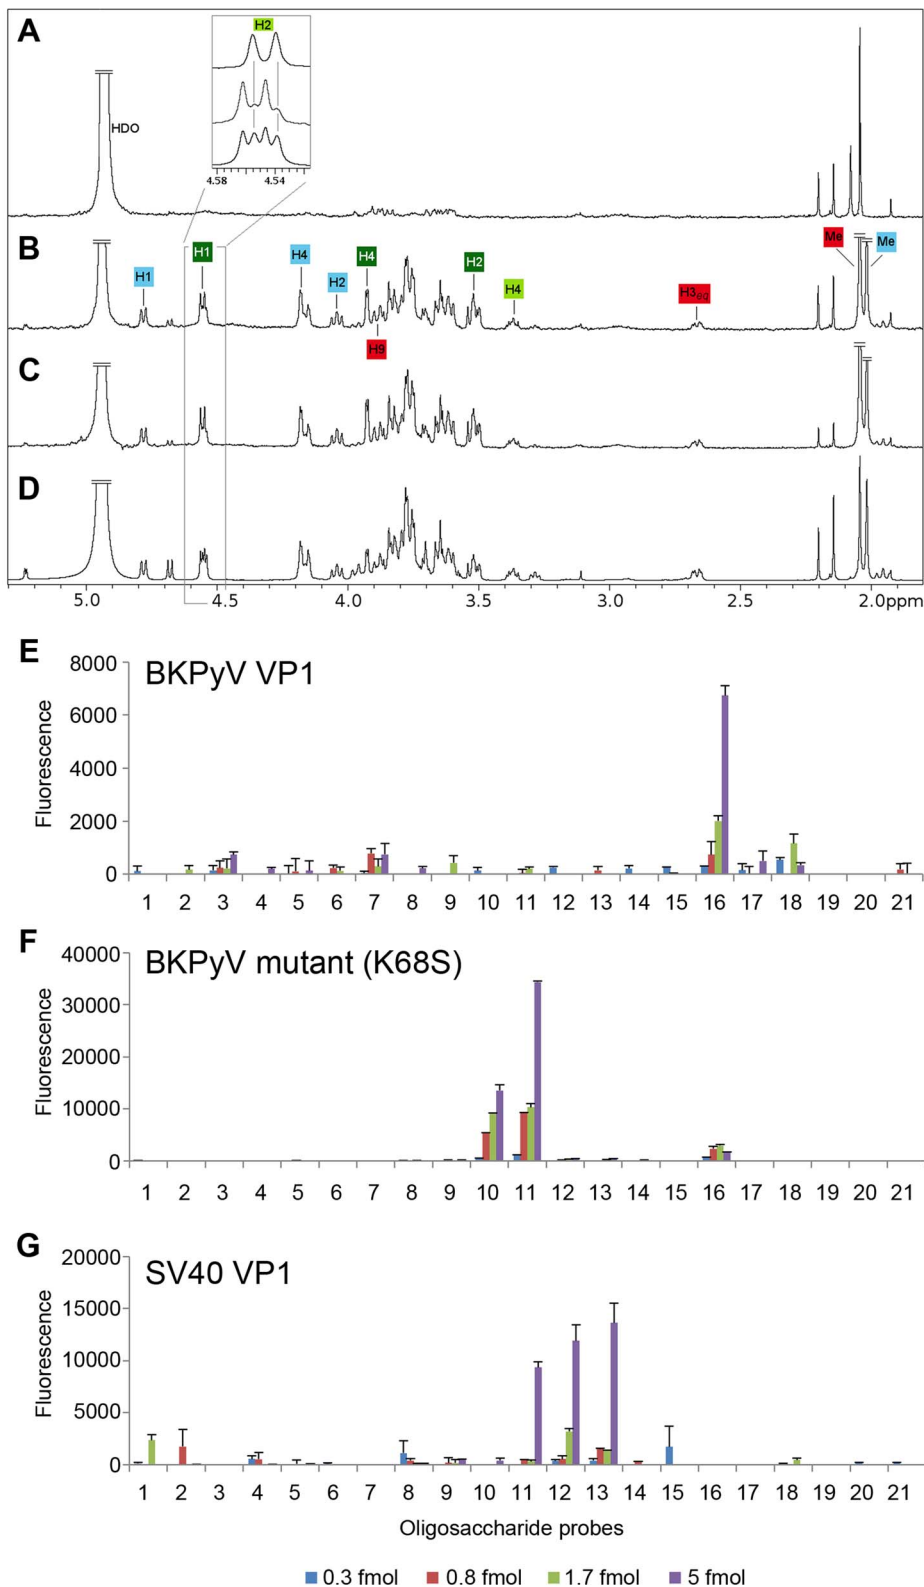 A
H2
HDO
4.58 4.54
B
H1 H1 H4 H2 H4 H9 H2 H4 H3eq Me Me
C
D
5.0 4.5 4.0 3.5 3.0 2.5 2.0ppm
E
BKPyV VP1
Fluorescence
8000
6000
4000
2000
0
1 2 3 4 5 6 7 8 9 10 11 12 13 14 15 16 17 18 19 20 21
F
BKPyV mutant (K68S)
Fluorescence
40000
30000
20000
10000
0
1 2 3 4 5 6 7 8 9 10 11 12 13 14 15 16 17 18 19 20 21
G
SV40 VP1
Fluorescence
20000
15000
10000
5000
0
1 2 3 4 5 6 7 8 9 10 11 12 13 14 15 16 17 18 19 20 21
Oligosaccharide probes
0.3 fmol 0.8 fmol 1.7 fmol 5 fmol